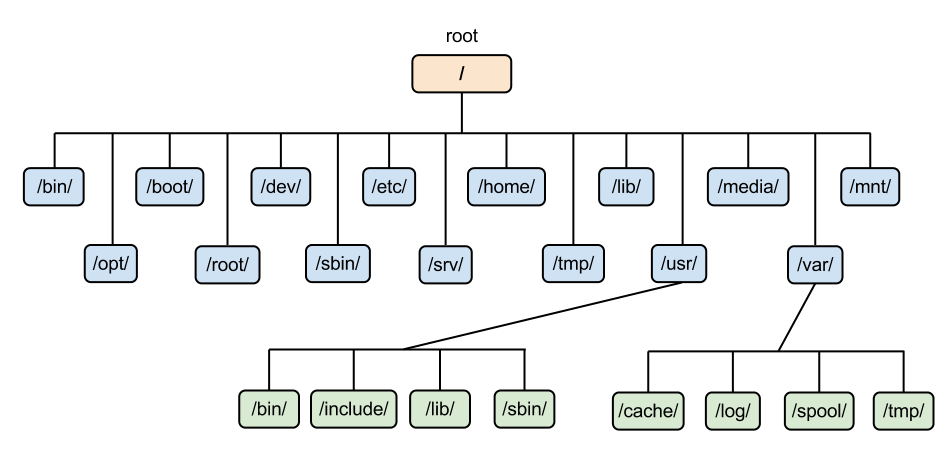 root
/
/bin/ /boot/ /dev/ /etc/ /home/ /lib/ /media/ /mnt/
/opt/ /root/ /sbin/ /srv/ /tmp/ /usr/ /var/
/bin/ /include/ /lib/ /sbin/ /cache/ /log/ /spool/ /tmp/